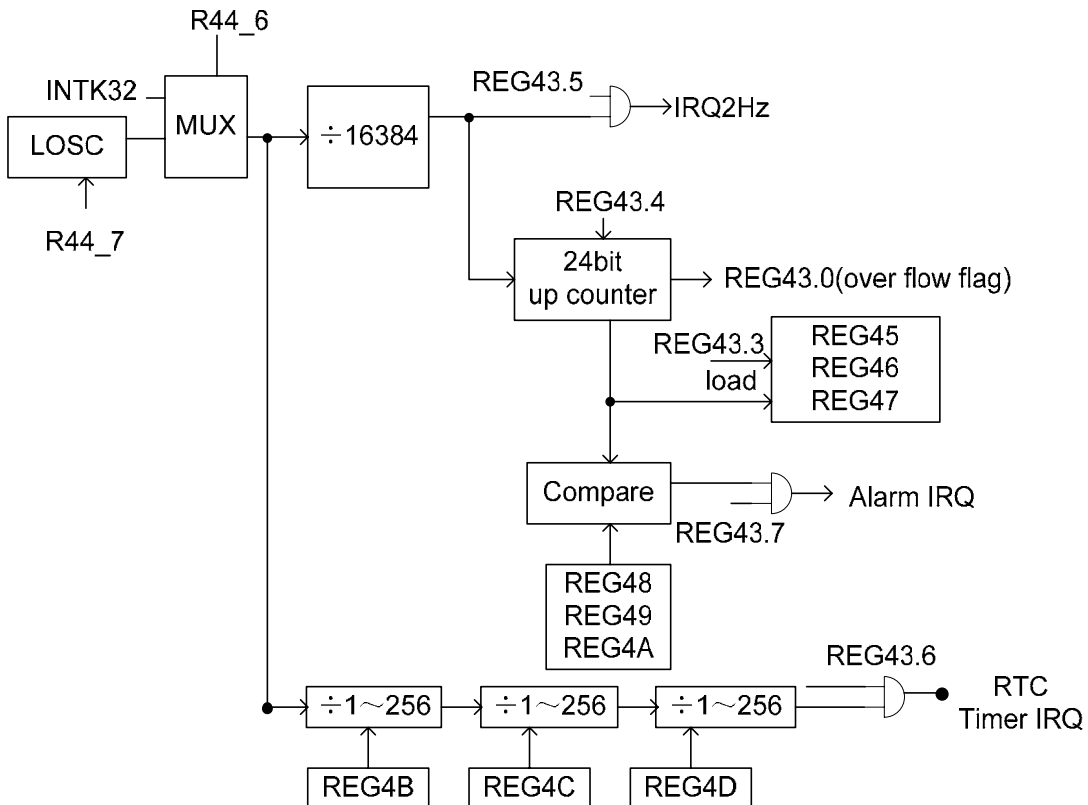 R44_6
INTK32
MUX
LOSC
R44_7
÷16384
REG43.5
IRQ2Hz
REG43.4
24bit
up counter
REG43.0(over flow flag)
REG43.3
load
REG45
REG46
REG47
Compare
REG43.7
Alarm IRQ
REG48
REG49
REG4A
REG43.6
÷1~256
÷1~256
÷1~256
RTC
Timer IRQ
REG4B
REG4C
REG4D